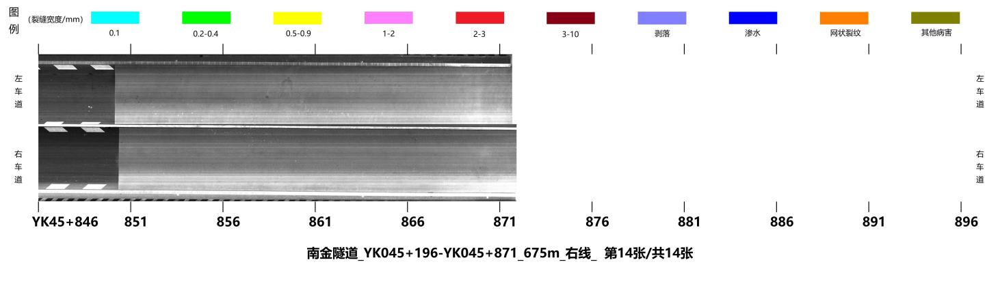 图例
(裂缝宽度/mm)
0.1
0.2-0.4
0.5-0.9
1-2
2-3
3-10
剥落
渗水
网状裂纹
其他病害
左车道
左车道
右车道
右车道
YK45+846 851 856 861 866 871 876 881 886 891 896
南金隧道_YK045+196-YK045+871_675m_右线_ 第14张/共14张